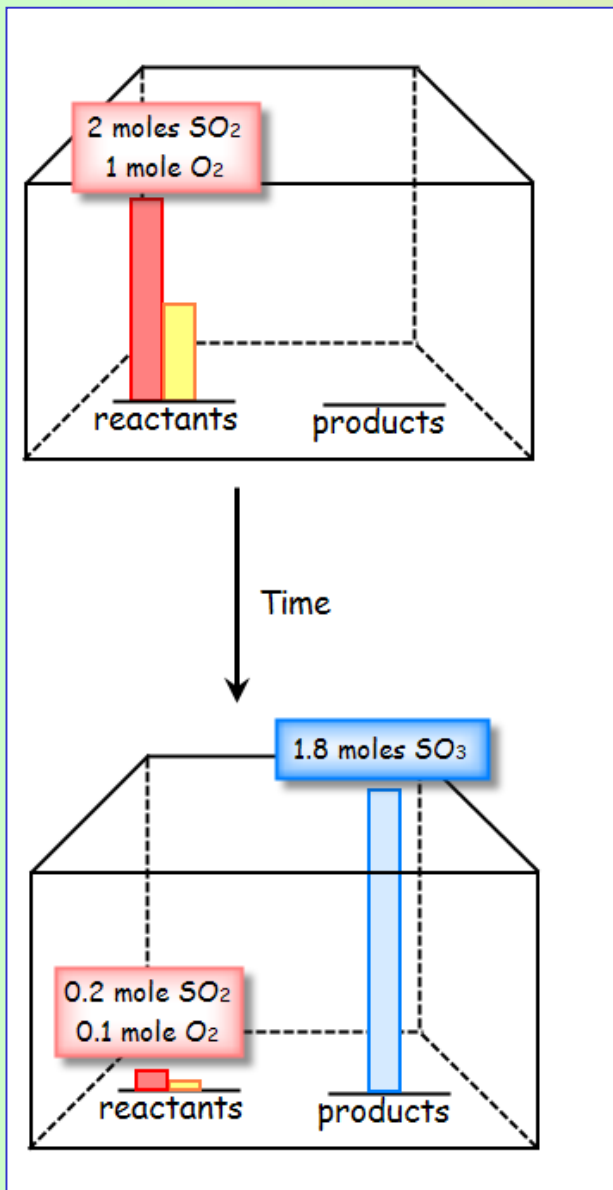 2 moles SO₂
1 mole O₂
reactants
products
Time
1.8 moles SO₃
0.2 mole SO₂
0.1 mole O₂
reactants
products